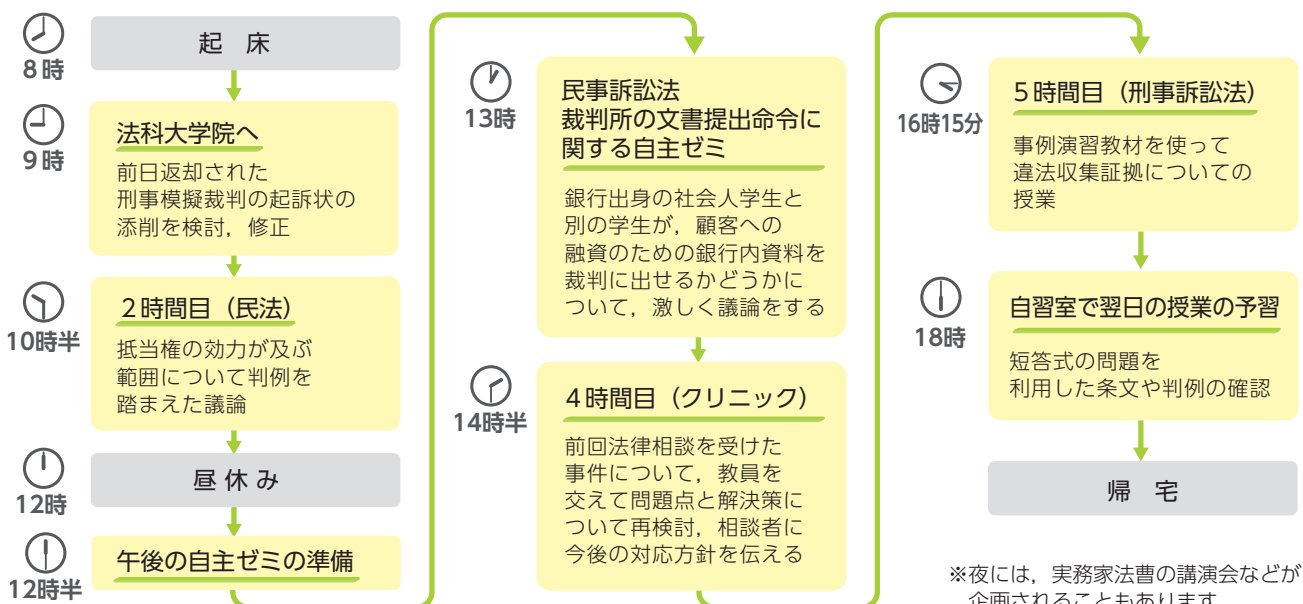 8時
起 床
9時
法科大学院へ
前日返却された
刑事模擬裁判の起訴状の
添削を検討，修正
10時半
2時間目（民法）
抵当権の効力が及ぶ
範囲について判例を
踏まえた議論
12時
昼休み
12時半
午後の自主ゼミの準備
13時
民事訴訟法
裁判所の文書提出命令に
関する自主ゼミ
銀行出身の社会人学生と
別の学生が，顧客への
融資のための銀行内資料を
裁判に出せるかどうかに
ついて，激しく議論をする
14時半
4時間目（クリニック）
前回法律相談を受けた
事件について，教員を
交えて問題点と解決策に
ついて再検討，相談者に
今後の対応方針を伝える
16時15分
5時間目（刑事訴訟法）
事例演習教材を使って
違法収集証拠についての
授業
18時
自習室で翌日の授業の予習
短答式の問題を
利用した条文や判例の確認
帰 宅
※夜には，実務家法曹の講演会などが
企画されることもあります